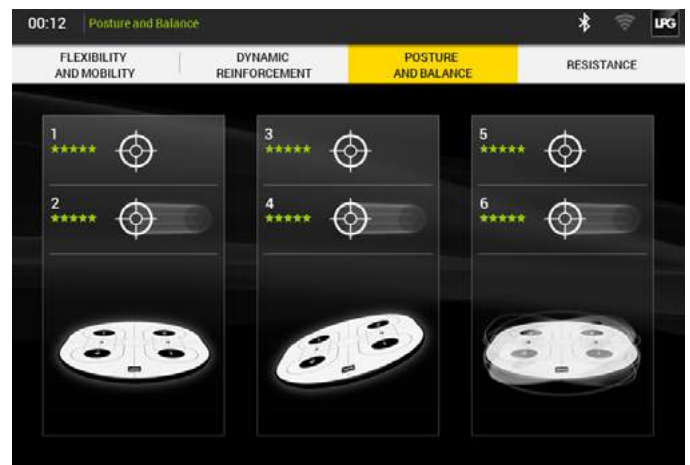 00:12 Posture and Balance LPG
FLEXIBILITY
AND MOBILITY
DYNAMIC
REINFORCEMENT
POSTURE
AND BALANCE
RESISTANCE
1
3
5
2
4
6